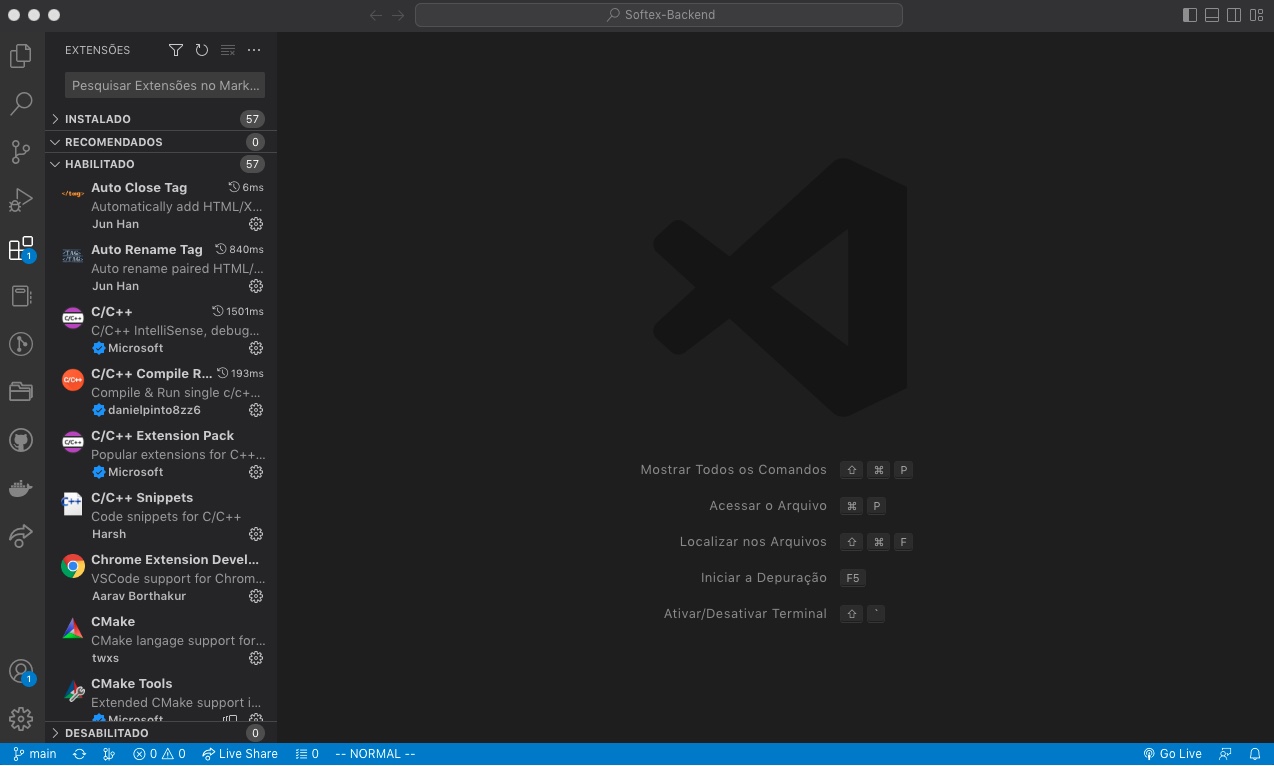 Softex-Backend
EXTENSÕES
Pesquisar Extensões no Mark...
INSTALADO 57
RECOMENDADOS 0
HABILITADO 57
</tag>
Auto Close Tag 6ms
Automatically add HTML/X...
Jun Han
Auto Rename Tag 840ms
Auto rename paired HTML/...
Jun Han
C/C++ 1501ms
C/C++ IntelliSense, debug...
Microsoft
C/C++ Compile R... 193ms
Compile & Run single c/c+...
danielpinto8zz6
C/C++ Extension Pack
Popular extensions for C++...
Microsoft
C/C++ Snippets
Code snippets for C/C++
Harsh
Chrome Extension Devel...
VSCode support for Chrom...
Aarav Borthakur
CMake
CMake langage support for...
twxs
CMake Tools
Extended CMake support i...
Microsoft
DESABILITADO 0
1
1
Mostrar Todos os Comandos ⇧ ⌘ P
Acessar o Arquivo ⌘ P
Localizar nos Arquivos ⇧ ⌘ F
Iniciar a Depuração F5
Ativar/Desativar Terminal ⇧ `
main 0 0 Live Share 0 -- NORMAL -- Go Live